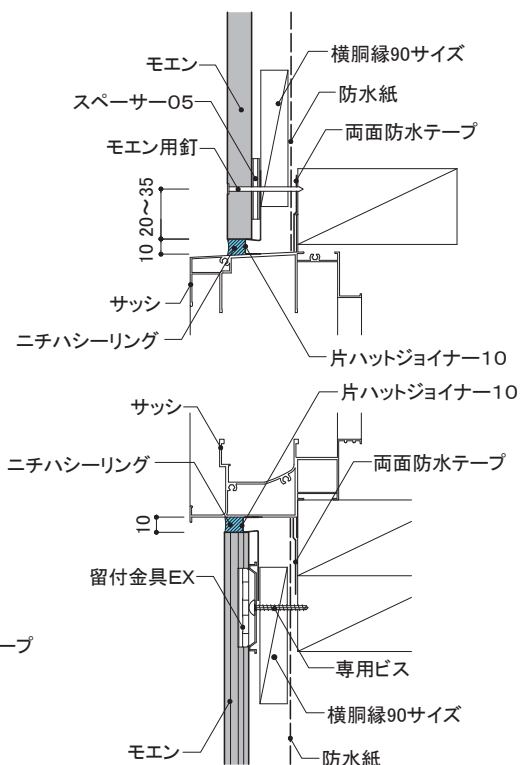 モエン
スペーサー05
モエン用釘
20～35
10
サッシ
ニチハシーリング
横胴縁90サイズ
防水紙
両面防水テープ
片ハットジョイナー10
片ハットジョイナー10
サッシ
ニチハシーリング
両面防水テープ
10
留付金具EX
ープ
専用ビス
横胴縁90サイズ
モエン
防水紙